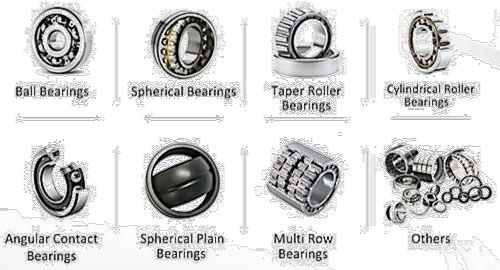 Ball Bearings
Spherical Bearings
Taper Roller
Bearings
Cylindrical Roller
Bearings
Angular Contact
Bearings
Spherical Plain
Bearings
Multi Row
Bearings
Others